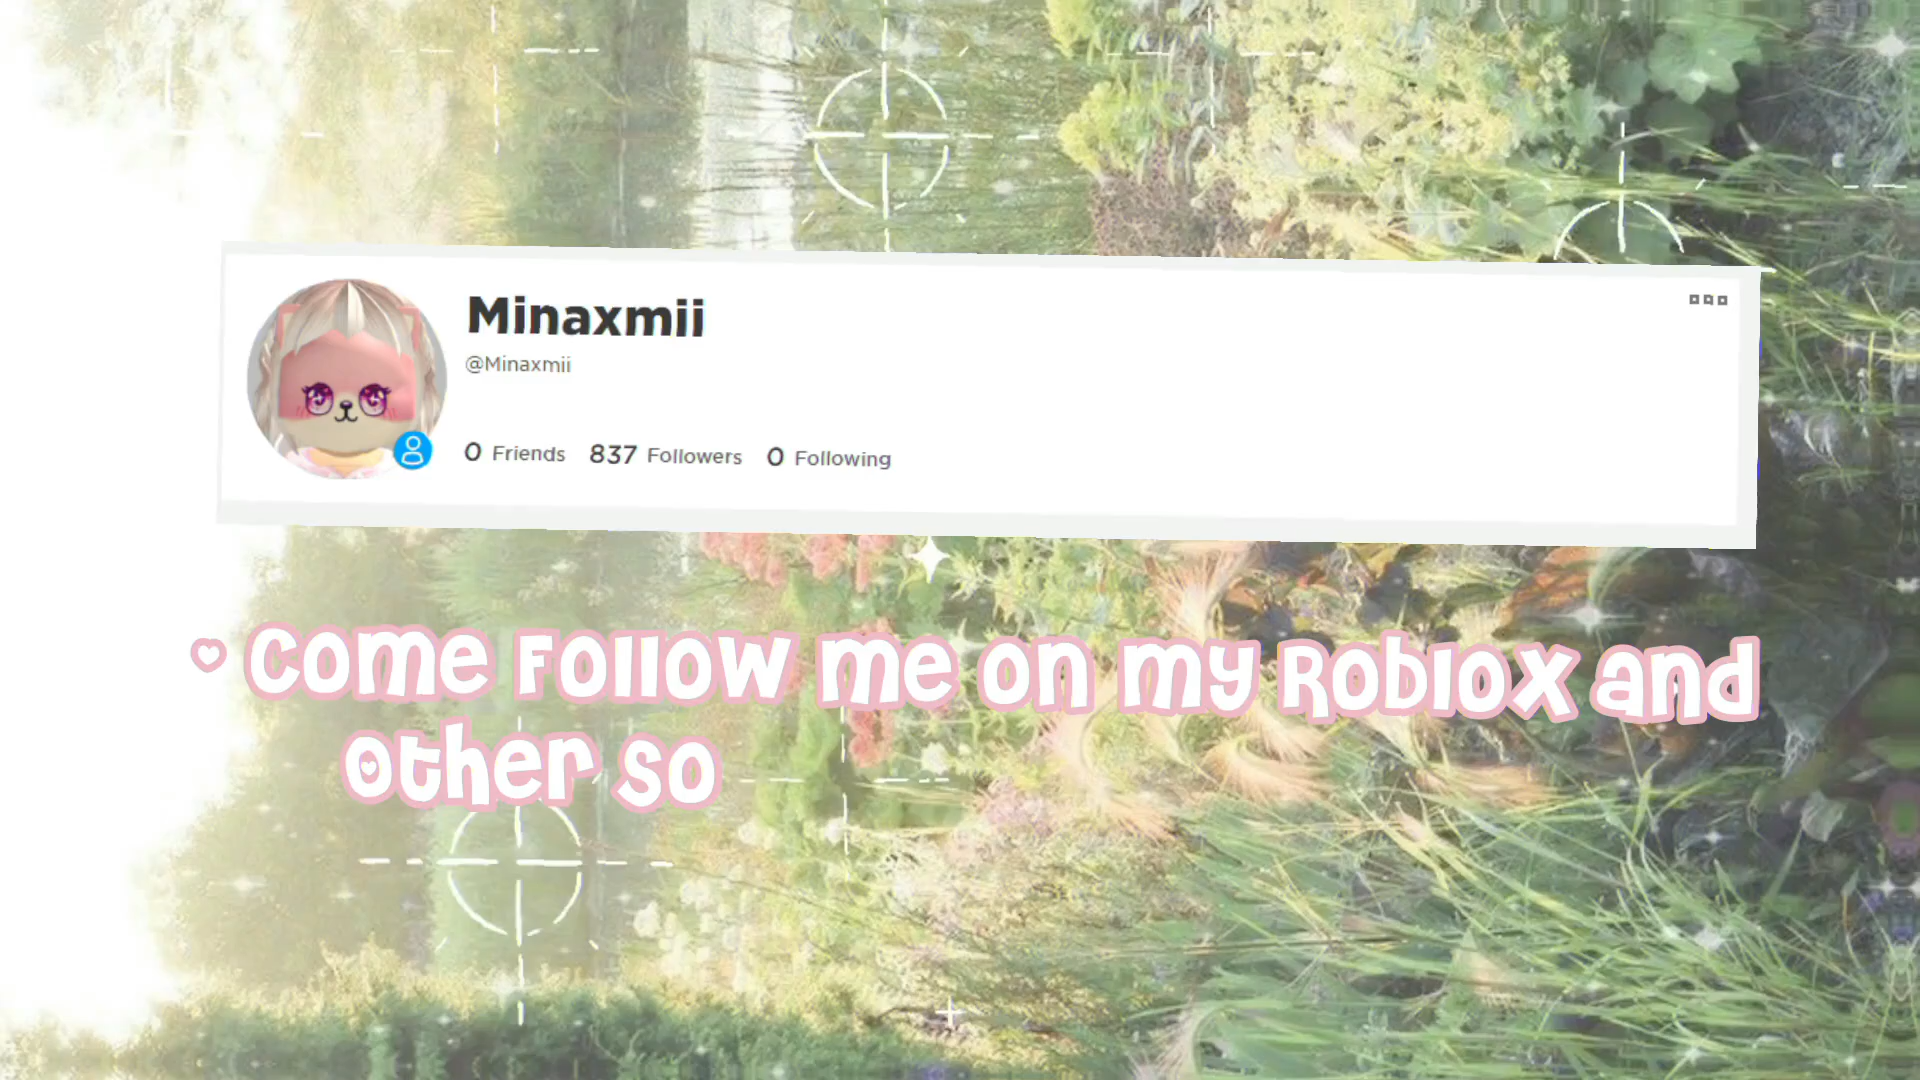 Minaxmii
@Minaxmii
0 Friends 837 Followers 0 Following
come follow me on my Roblox and
other so